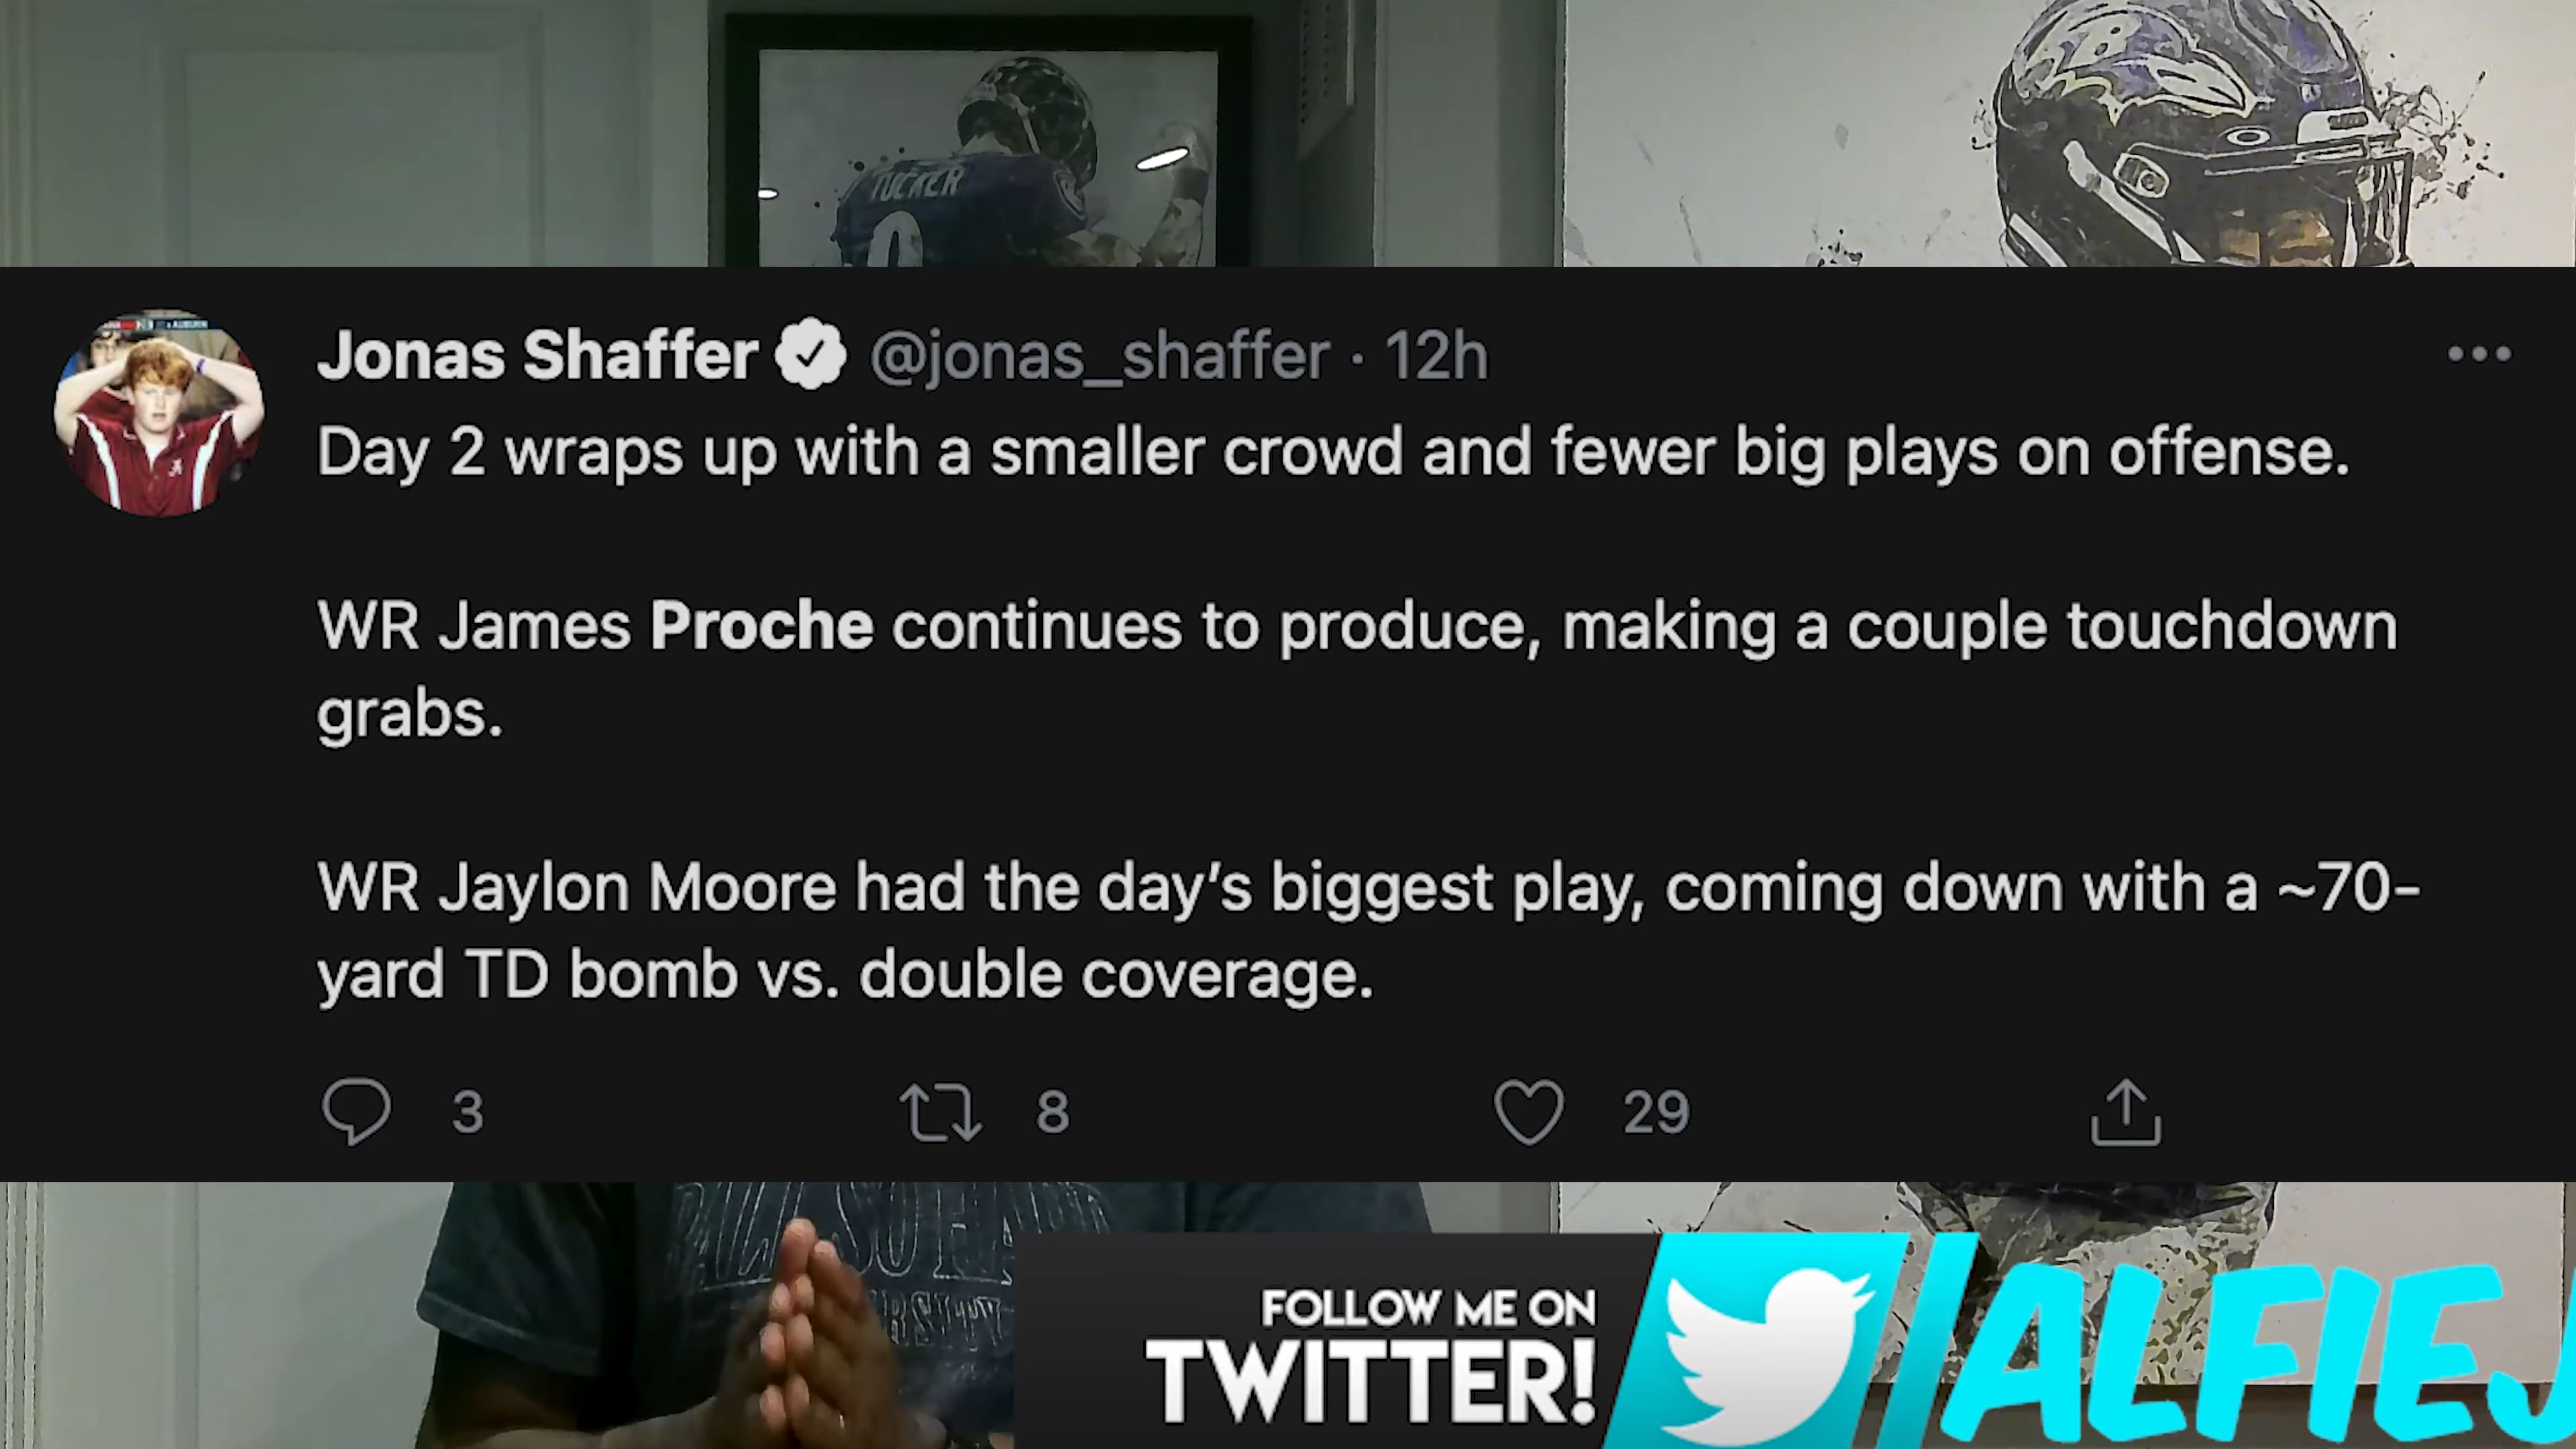 TUCKER
Jonas Shaffer @jonas_shaffer · 12h
Day 2 wraps up with a smaller crowd and fewer big plays on offense.
WR James Proche continues to produce, making a couple touchdown
grabs.
WR Jaylon Moore had the day's biggest play, coming down with a ~70-
yard TD bomb vs. double coverage.
3 8 29
FOLLOW ME ON
TWITTER!
/ALFIEJ